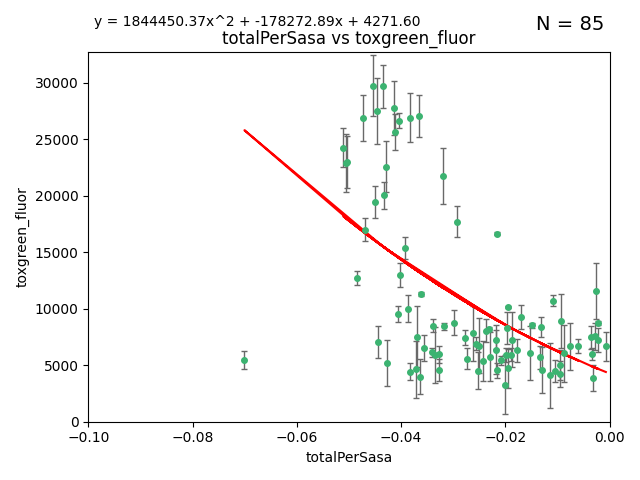 y = 1844450.37x^2 + -178272.89x + 4271.60
N = 85
totalPerSasa vs toxgreen_fluor
30000
25000
20000
15000
10000
5000
0
toxgreen_fluor
−0.10
−0.08
−0.06
−0.04
−0.02
0.00
totalPerSasa